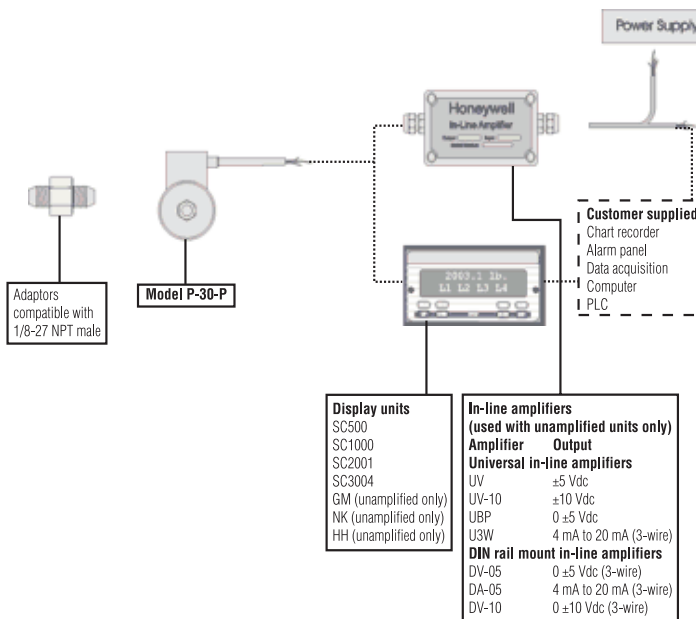 Power Supply
Honeywell
In-Line Amplifier
Customer supplied
Chart recorder
Alarm panel
Data acquisition
Computer
PLC
2003.1 lb.
L1 L2 L3 L4
Adaptors
compatible with
1/8-27 NPT male
Model P-30-P
Display units
SC500
SC1000
SC2001
SC3004
GM (unamplified only)
NK (unamplified only)
HH (unamplified only)
In-line amplifiers
(used with unamplified units only)
Amplifier Output
Universal in-line amplifiers
UV ±5 Vdc
UV-10 ±10 Vdc
UBP 0 ±5 Vdc
U3W 4 mA to 20 mA (3-wire)
DIN rail mount in-line amplifiers
DV-05 0 ±5 Vdc (3-wire)
DA-05 4 mA to 20 mA (3-wire)
DV-10 0 ±10 Vdc (3-wire)